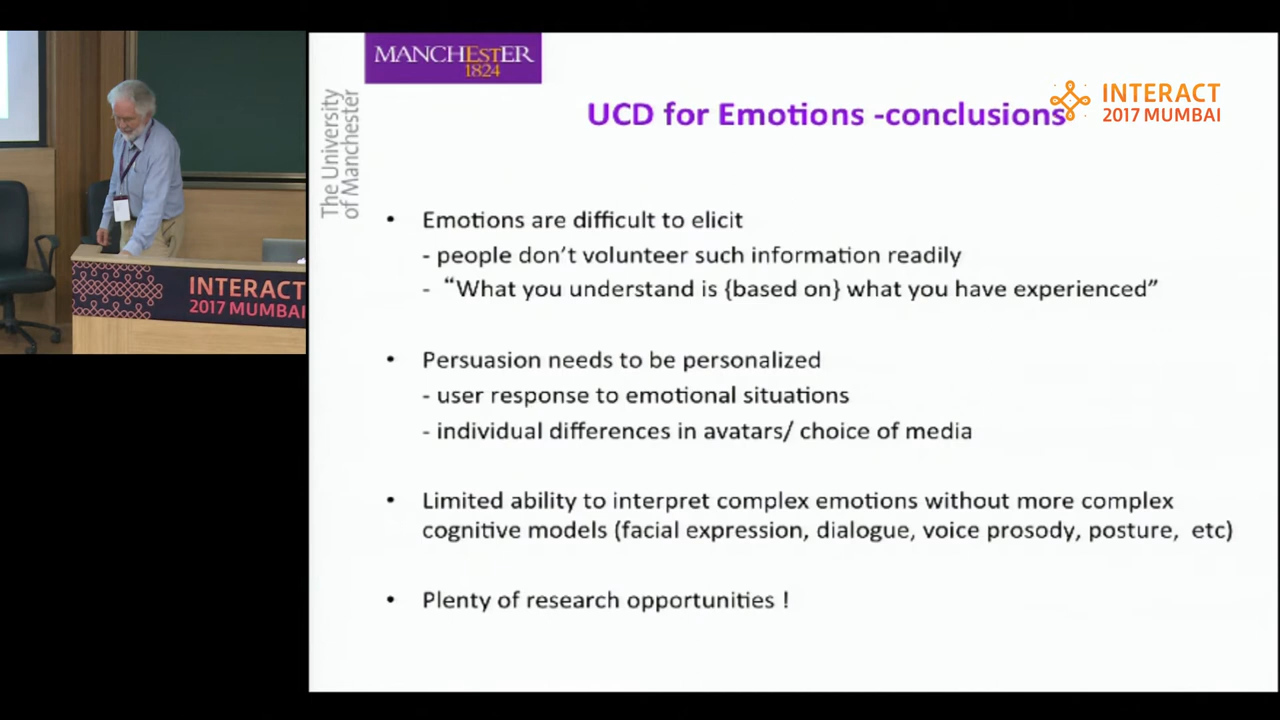 MANCHESTER
1824
The University
of Manchester
UCD for Emotions -conclusions
INTERACT
2017 MUMBAI
• Emotions are difficult to elicit
- people don’t volunteer such information readily
- “What you understand is {based on} what you have experienced”
• Persuasion needs to be personalized
- user response to emotional situations
- individual differences in avatars/ choice of media
• Limited ability to interpret complex emotions without more complex
cognitive models (facial expression, dialogue, voice prosody, posture, etc)
• Plenty of research opportunities !
INTERACT
2017 MUMBAI